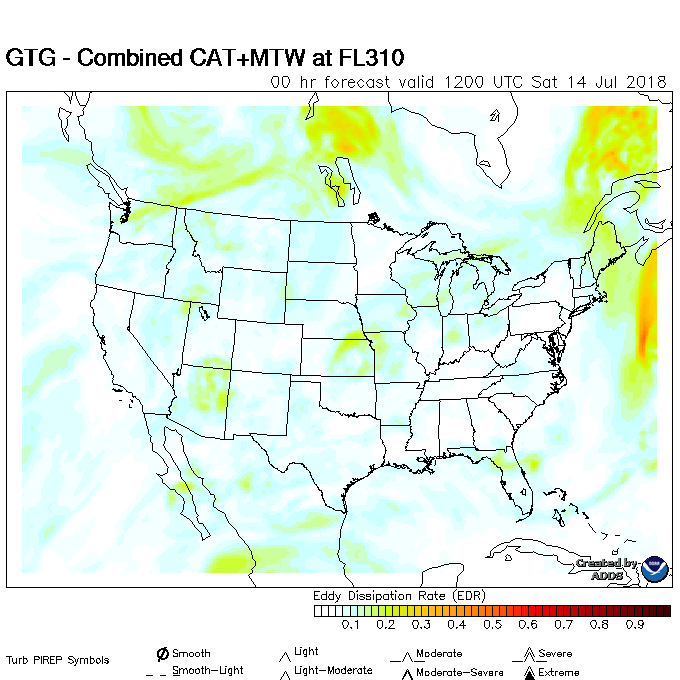 GTG - Combined CAT+MTW at FL310
00 hr forecast valid 1200 UTC Sat 14 Jul 2018
Created by
ADDS
NOAA
Eddy Dissipation Rate (EDR)
0.1 0.2 0.3 0.4 0.5 0.6 0.7 0.8 0.9
Turb PIREP Symbols
Smooth Light Moderate Severe
Smooth-Light Light-Moderate Moderate-Severe Extreme